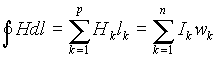 ∮Hdl = ∑_{k=1}^{p} H_k l_k = ∑_{k=1}^{n} I_k w_k